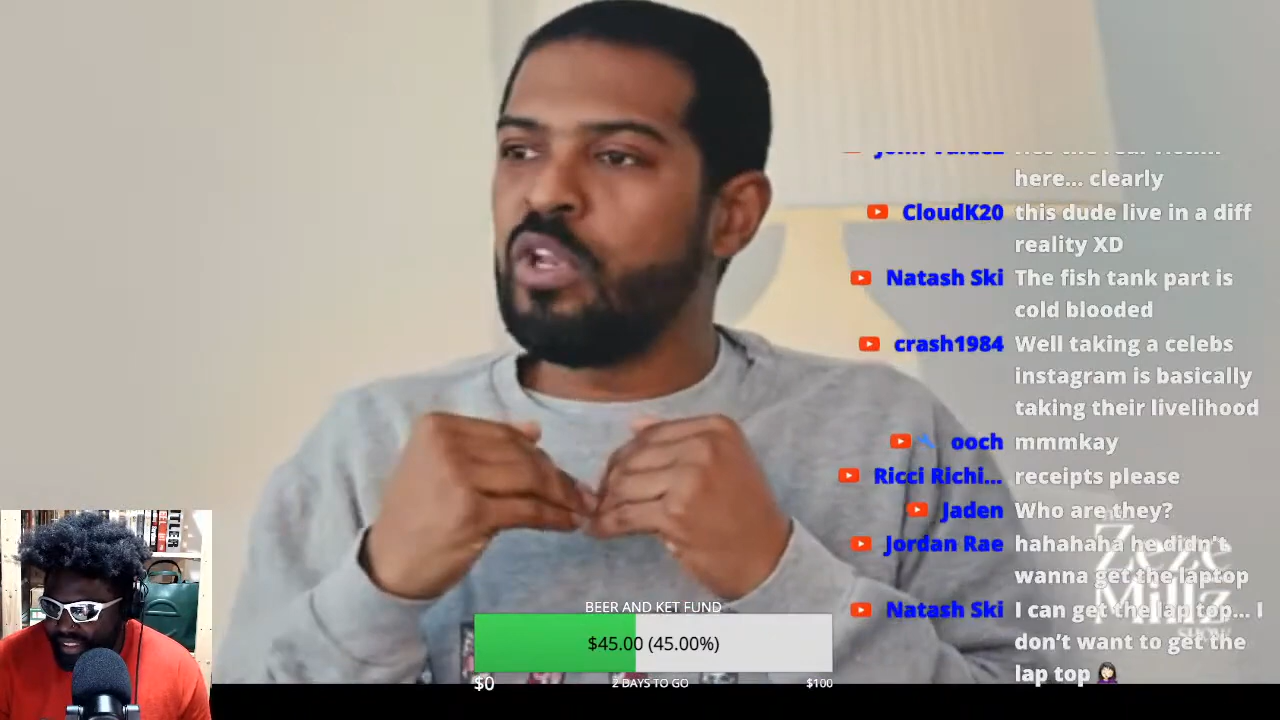 here... clearly
CloudK20 this dude live in a diff
reality XD
Natash Ski The fish tank part is
cold blooded
crash1984 Well taking a celebs
instagram is basically
taking their livelihood
ooch mmmkay
Ricci Richi... receipts please
Jaden Who are they?
Jordan Rae hahahaha he didn't
wanna get the laptop
Natash Ski I can get the lap top... I
don't want to get the
lap top
The
Zeze
Millz
SHOW
BEER AND KET FUND
$45.00 (45.00%)
$0 2 DAYS TO GO $100